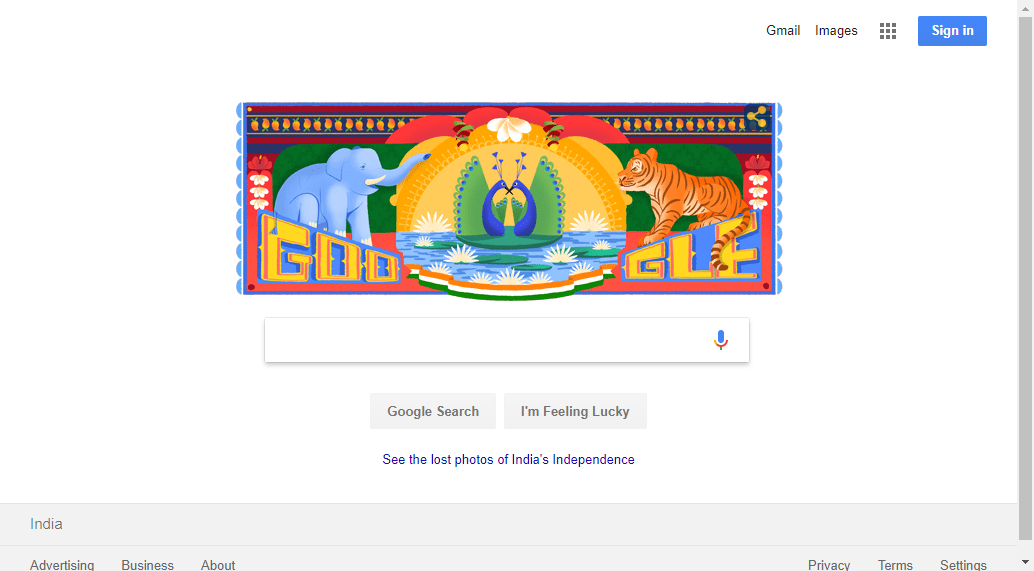 Gmail Images Sign in
GOOGLE
Google Search I'm Feeling Lucky
See the lost photos of India's Independence
India
Advertising Business About Privacy Terms Settings